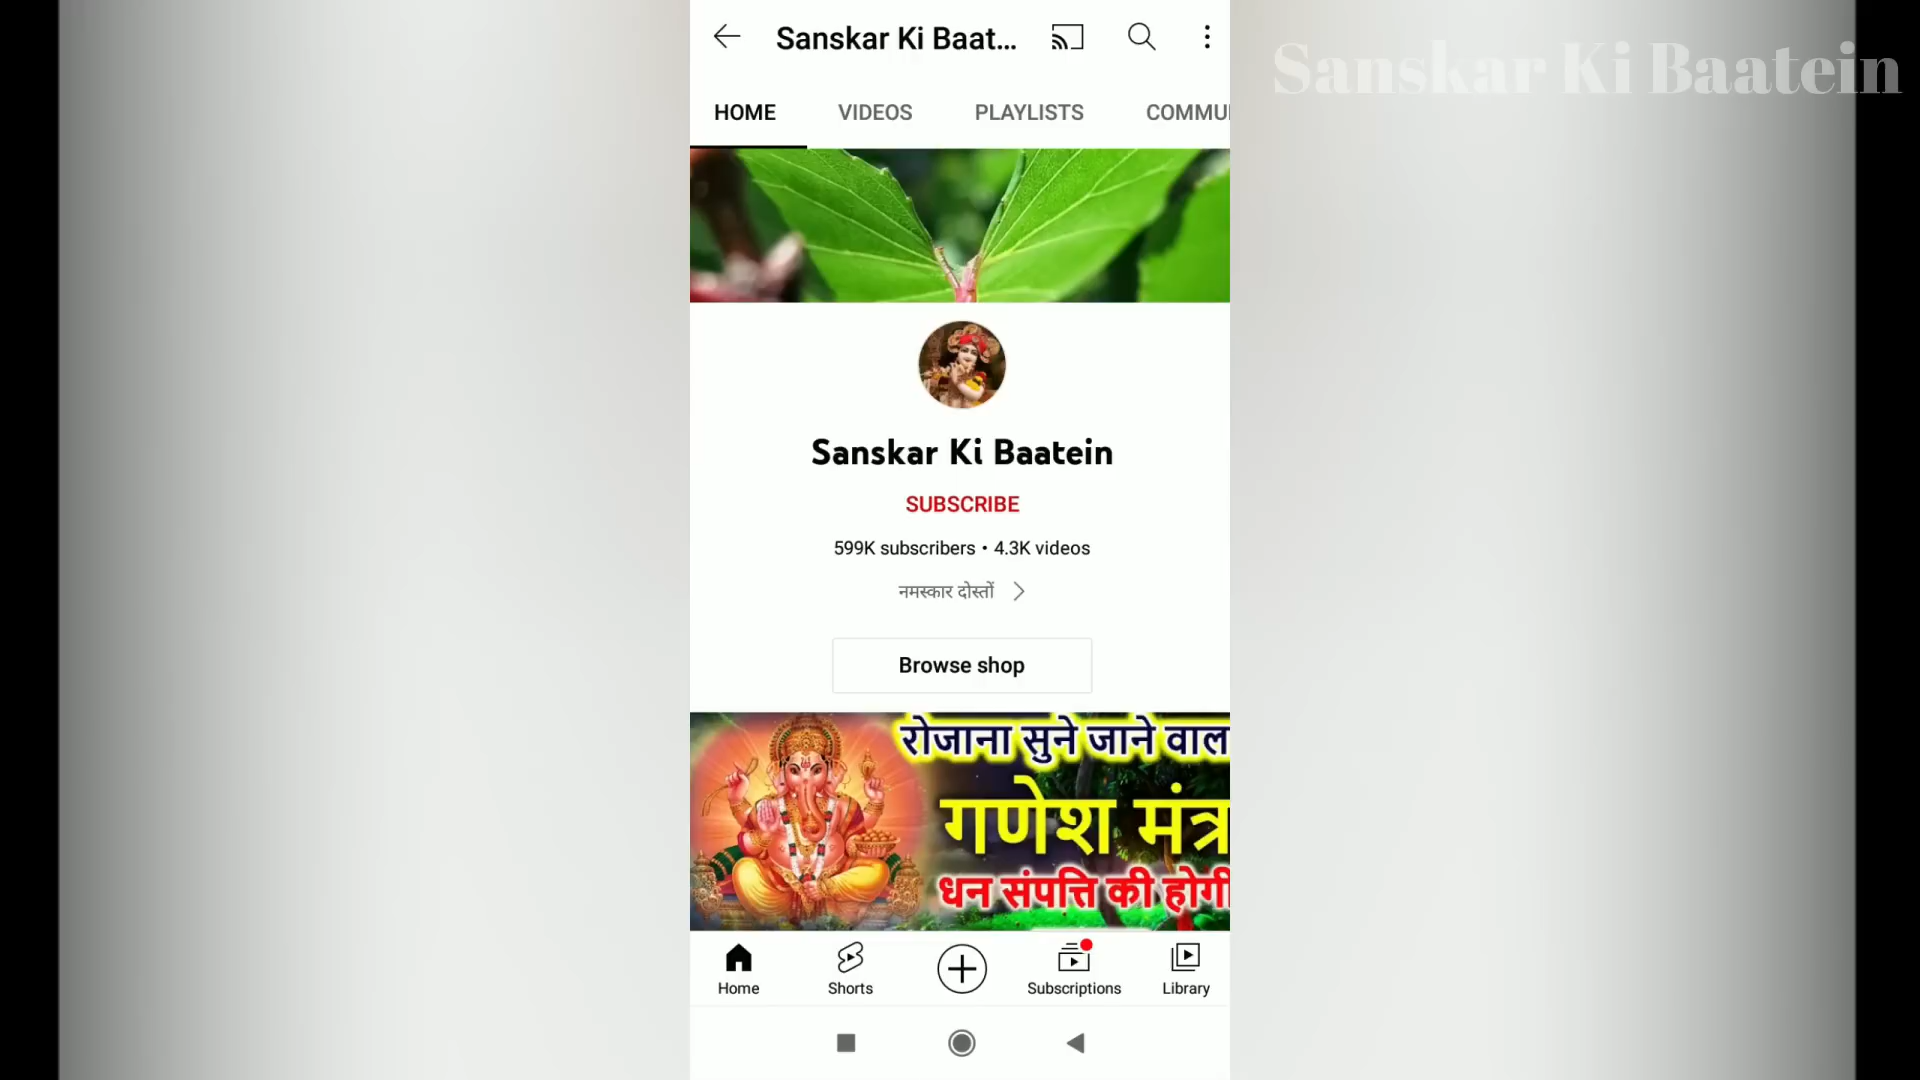 Sanskar Ki Baat...
Sanskar Ki Baatein
HOME VIDEOS PLAYLISTS COMMU
Sanskar Ki Baatein
SUBSCRIBE
599K subscribers • 4.3K videos
नमस्कार दोस्तों
Browse shop
रोजाना सुने जाने वाल
गणेश मंत्र
धन संपत्ति की होगी
Home Shorts Subscriptions Library